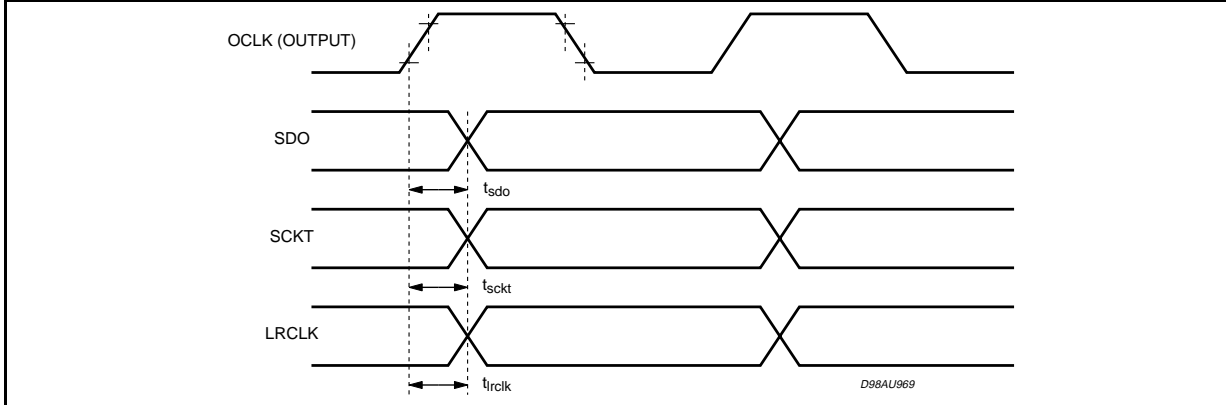 OCLK (OUTPUT)
SDO
tsdo
SCKT
tsckt
LRCLK
tlrclk
D98AU969